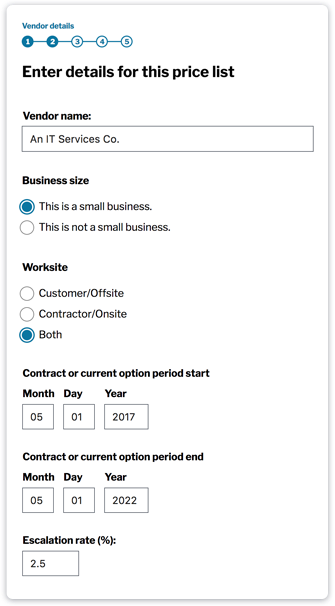 Vendor details
1 2 3 4 5
Enter details for this price list
Vendor name:
An IT Services Co.
Business size
This is a small business.
This is not a small business.
Worksite
Customer/Offsite
Contractor/Onsite
Both
Contract or current option period start
Month Day Year
05 01 2017
Contract or current option period end
Month Day Year
05 01 2022
Escalation rate (%):
2.5